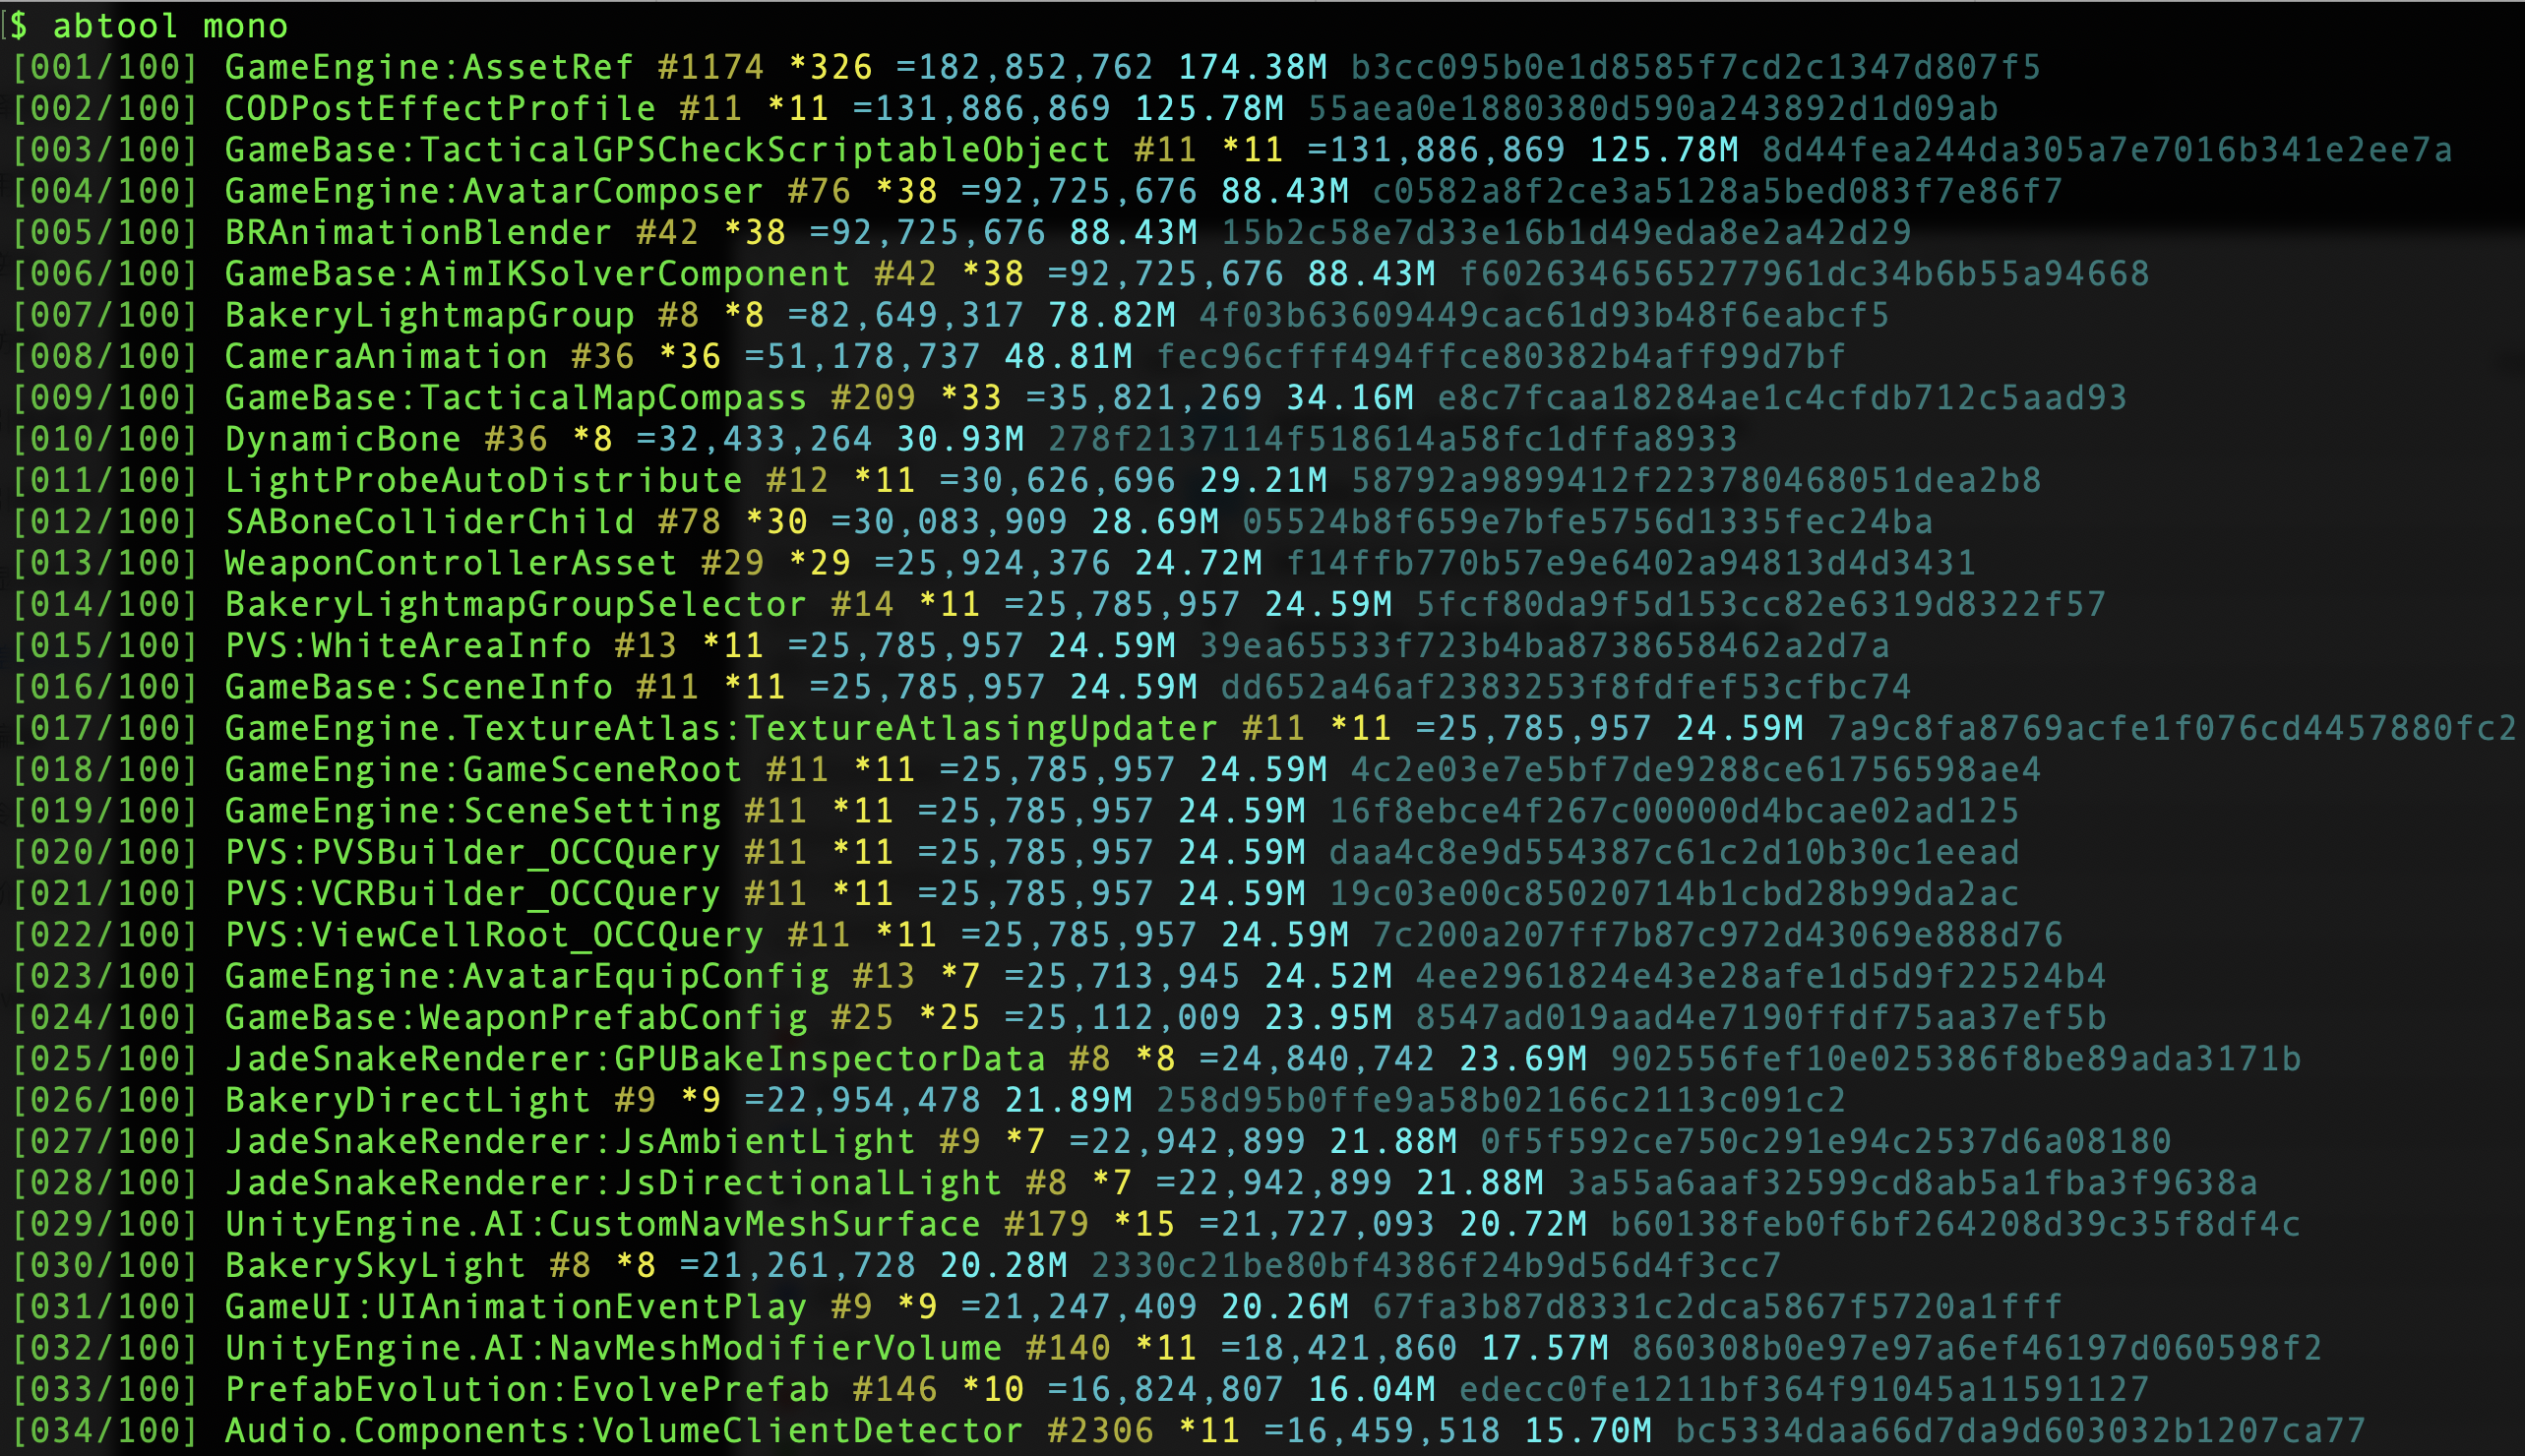 $ abtool mono
[001/100] GameEngine:AssetRef #1174 *326 =182,852,762 174.38M b3cc095b0e1d8585f7cd2c1347d807f5
[002/100] CODPostEffectProfile #11 *11 =131,886,869 125.78M 55aea0e1880380d590a243892d1d09ab
[003/100] GameBase:TacticalGPSCheckScriptableObject #11 *11 =131,886,869 125.78M 8d44fea244da305a7e7016b341e2ee7a
[004/100] GameEngine:AvatarComposer #76 *38 =92,725,676 88.43M c0582a8f2ce3a5128a5bed083f7e86f7
[005/100] BRAnimationBlender #42 *38 =92,725,676 88.43M 15b2c58e7d33e16b1d49eda8e2a42d29
[006/100] GameBase:AimIKSolverComponent #42 *38 =92,725,676 88.43M f6026346565277961dc34b6b55a94668
[007/100] BakeryLightmapGroup #8 *8 =82,649,317 78.82M 4f03b63609449cac61d93b48f6eabcf5
[008/100] CameraAnimation #36 *36 =51,178,737 48.81M fec96cfff494ffce80382b4aff99d7bf
[009/100] GameBase:TacticalMapCompass #209 *33 =35,821,269 34.16M e8c7fcaa18284ae1c4cfdb712c5aad93
[010/100] DynamicBone #36 *8 =32,433,264 30.93M 278f2137114f518614a58fc1dffa8933
[011/100] LightProbeAutoDistribute #12 *11 =30,626,696 29.21M 58792a9899412f223780468051dea2b8
[012/100] SABoneColliderChild #78 *30 =30,083,909 28.69M 05524b8f659e7bfe5756d1335fec24ba
[013/100] WeaponControllerAsset #29 *29 =25,924,376 24.72M f14ffb770b57e9e6402a94813d4d3431
[014/100] BakeryLightmapGroupSelector #14 *11 =25,785,957 24.59M 5fcf80da9f5d153cc82e6319d8322f57
[015/100] PVS:WhiteAreaInfo #13 *11 =25,785,957 24.59M 39ea65533f723b4ba8738658462a2d7a
[016/100] GameBase:SceneInfo #11 *11 =25,785,957 24.59M dd652a46af2383253f8fdfef53cfbc74
[017/100] GameEngine.TextureAtlas:TextureAtlasingUpdater #11 *11 =25,785,957 24.59M 7a9c8fa8769acfe1f076cd4457880fc2
[018/100] GameEngine:GameSceneRoot #11 *11 =25,785,957 24.59M 4c2e03e7e5bf7de9288ce61756598ae4
[019/100] GameEngine:SceneSetting #11 *11 =25,785,957 24.59M 16f8ebce4f267c00000d4bcae02ad125
[020/100] PVS:PVSBuilder_OCCQuery #11 *11 =25,785,957 24.59M daa4c8e9d554387c61c2d10b30c1eead
[021/100] PVS:VCRBuilder_OCCQuery #11 *11 =25,785,957 24.59M 19c03e00c85020714b1cbd28b99da2ac
[022/100] PVS:ViewCellRoot_OCCQuery #11 *11 =25,785,957 24.59M 7c200a207ff7b87c972d43069e888d76
[023/100] GameEngine:AvatarEquipConfig #13 *7 =25,713,945 24.52M 4ee2961824e43e28afe1d5d9f22524b4
[024/100] GameBase:WeaponPrefabConfig #25 *25 =25,112,009 23.95M 8547ad019aad4e7190ffdf75aa37ef5b
[025/100] JadeSnakeRenderer:GPUBakeInspectorData #8 *8 =24,840,742 23.69M 902556fef10e025386f8be89ada3171b
[026/100] BakeryDirectLight #9 *9 =22,954,478 21.89M 258d95b0ffe9a58b02166c2113c091c2
[027/100] JadeSnakeRenderer:JsAmbientLight #9 *7 =22,942,899 21.88M 0f5f592ce750c291e94c2537d6a08180
[028/100] JadeSnakeRenderer:JsDirectionalLight #8 *7 =22,942,899 21.88M 3a55a6aaf32599cd8ab5a1fba3f9638a
[029/100] UnityEngine.AI:CustomNavMeshSurface #179 *15 =21,727,093 20.72M b60138feb0f6bf264208d39c35f8df4c
[030/100] BakerySkyLight #8 *8 =21,261,728 20.28M 2330c21be80bf4386f24b9d56d4f3cc7
[031/100] GameUI:UIAnimationEventPlay #9 *9 =21,247,409 20.26M 67fa3b87d8331c2dca5867f5720a1fff
[032/100] UnityEngine.AI:NavMeshModifierVolume #140 *11 =18,421,860 17.57M 860308b0e97e97a6ef46197d060598f2
[033/100] PrefabEvolution:EvolvePrefab #146 *10 =16,824,807 16.04M edecc0fe1211bf364f91045a11591127
[034/100] Audio.Components:VolumeClientDetector #2306 *11 =16,459,518 15.70M bc5334daa66d7da9d603032b1207ca77